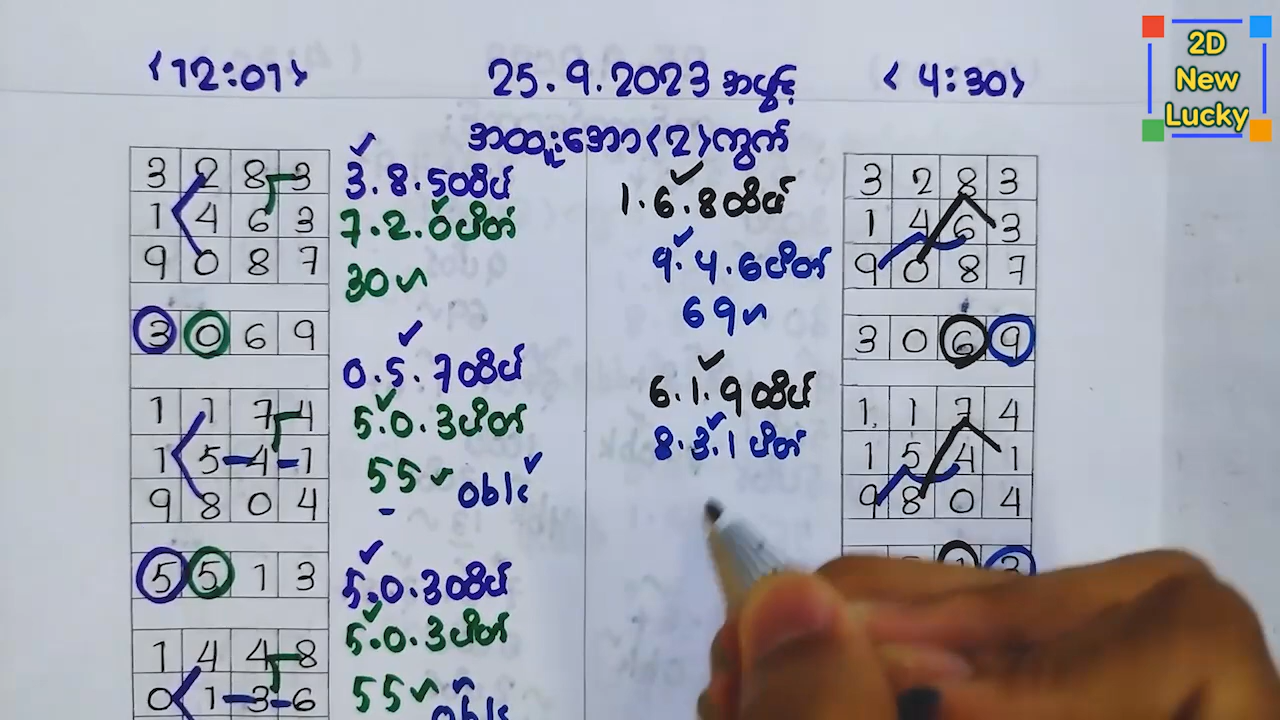 2D
New
Lucky
<12:01>
25.9.2023 အဖွင့်
<4:30>
အထူးအောာ<2>ကွက်
3 2 8 3
1 4 6 3
9 0 8 7
3 0 6 9
1 1 7 4
1 5 4 1
9 8 0 4
5 5 1 3
1 4 4 8
0 1 3 6
3.8.5ထိပ်
7.2.0ပိတ်
30ဟ
0.5.7ထိပ်
5.0.3ပိတ်
55
5.0.3ထိပ်
5.0.3ပိတ်
55
1.6.8ထိပ်
9.4.6ပိတ်
69ဟ
6.1.9ထိပ်
8.3.1ပိတ်
3 2 8 3
1 4 6 3
9 0 8 7
3 0 6 9
1 1 7 4
1 5 4 1
9 8 0 4